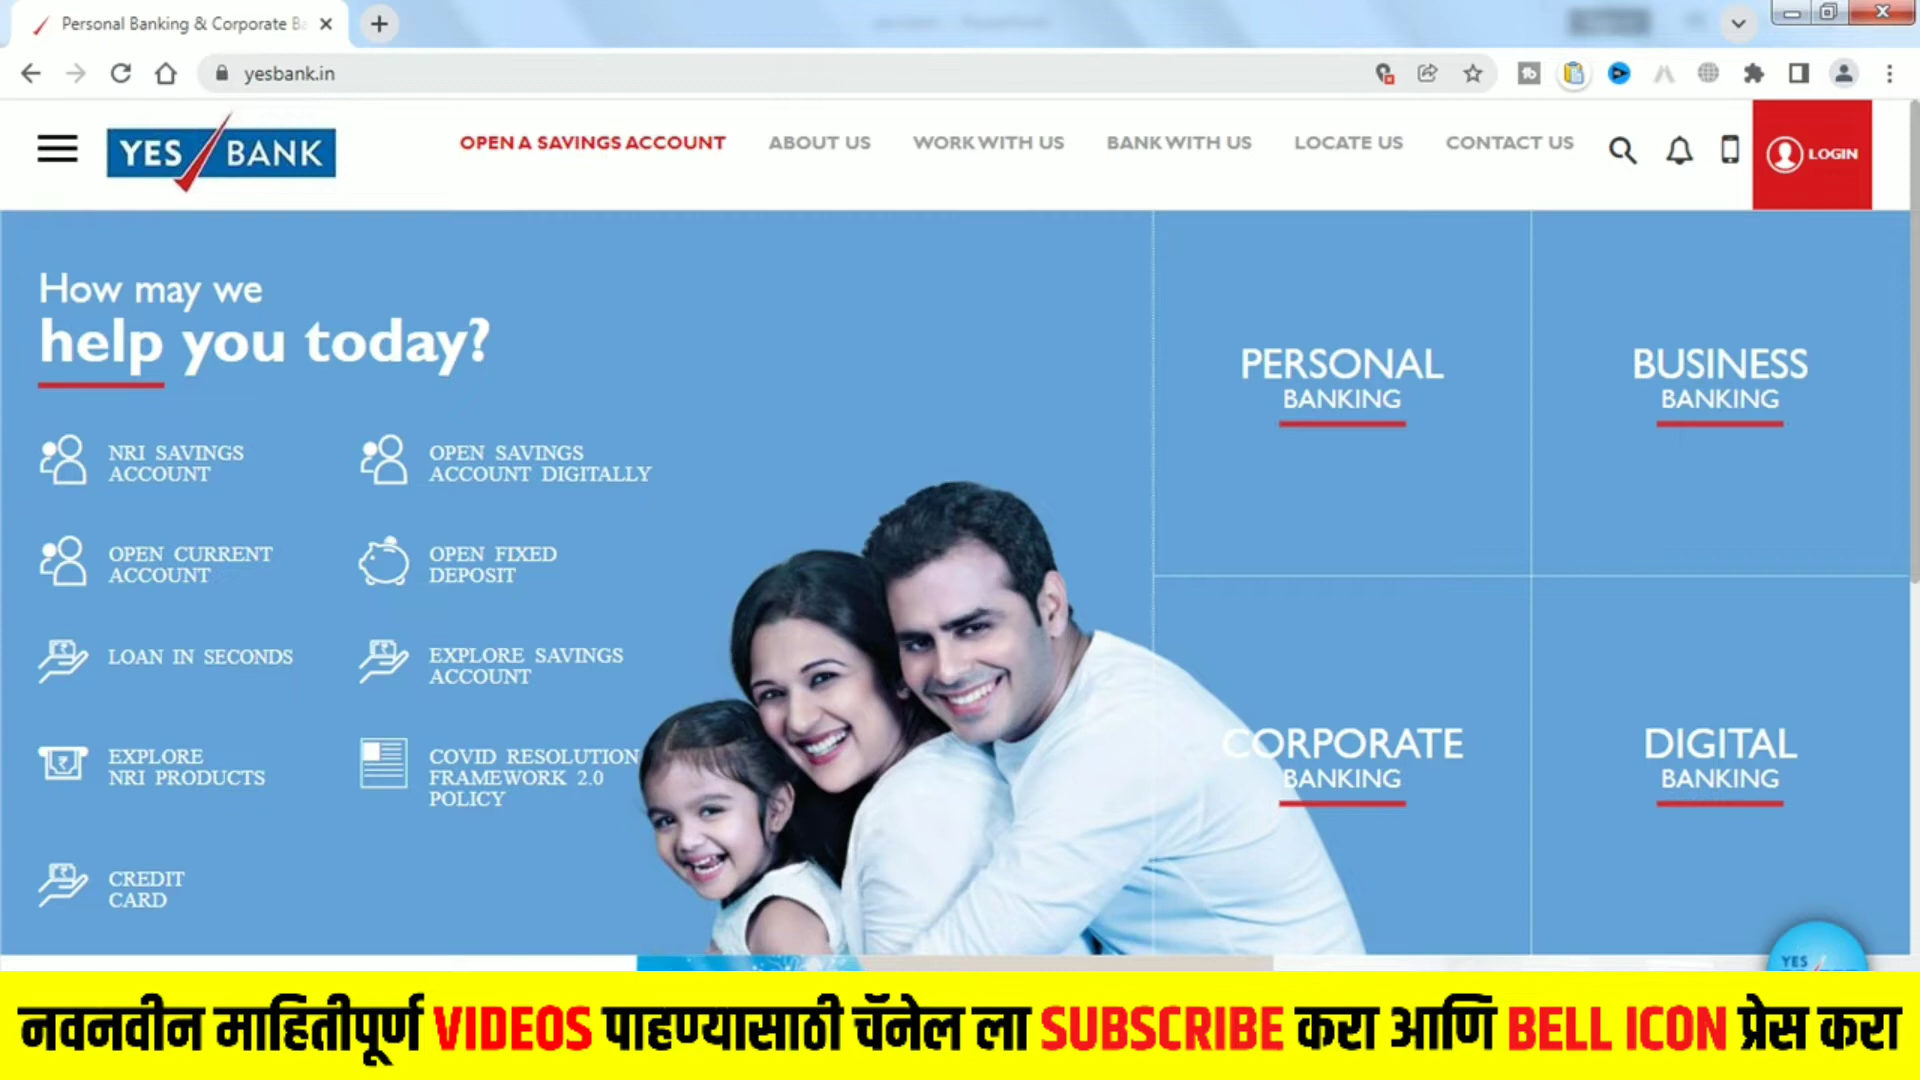 Personal Banking & Corporate Ba
yesbank.in
YES BANK
OPEN A SAVINGS ACCOUNT
ABOUT US
WORK WITH US
BANK WITH US
LOCATE US
CONTACT US
LOGIN
How may we
help you today?
NRI SAVINGS
ACCOUNT
OPEN SAVINGS
ACCOUNT DIGITALLY
OPEN CURRENT
ACCOUNT
OPEN FIXED
DEPOSIT
LOAN IN SECONDS
EXPLORE SAVINGS
ACCOUNT
EXPLORE
NRI PRODUCTS
COVID RESOLUTION
FRAMEWORK 2.0
POLICY
CREDIT
CARD
PERSONAL
BANKING
BUSINESS
BANKING
CORPORATE
BANKING
DIGITAL
BANKING
YES
नवनवीन माहितीपूर्ण VIDEOS पाहण्यासाठी चॅनेल ला SUBSCRIBE करा आणि BELL ICON प्रेस करा